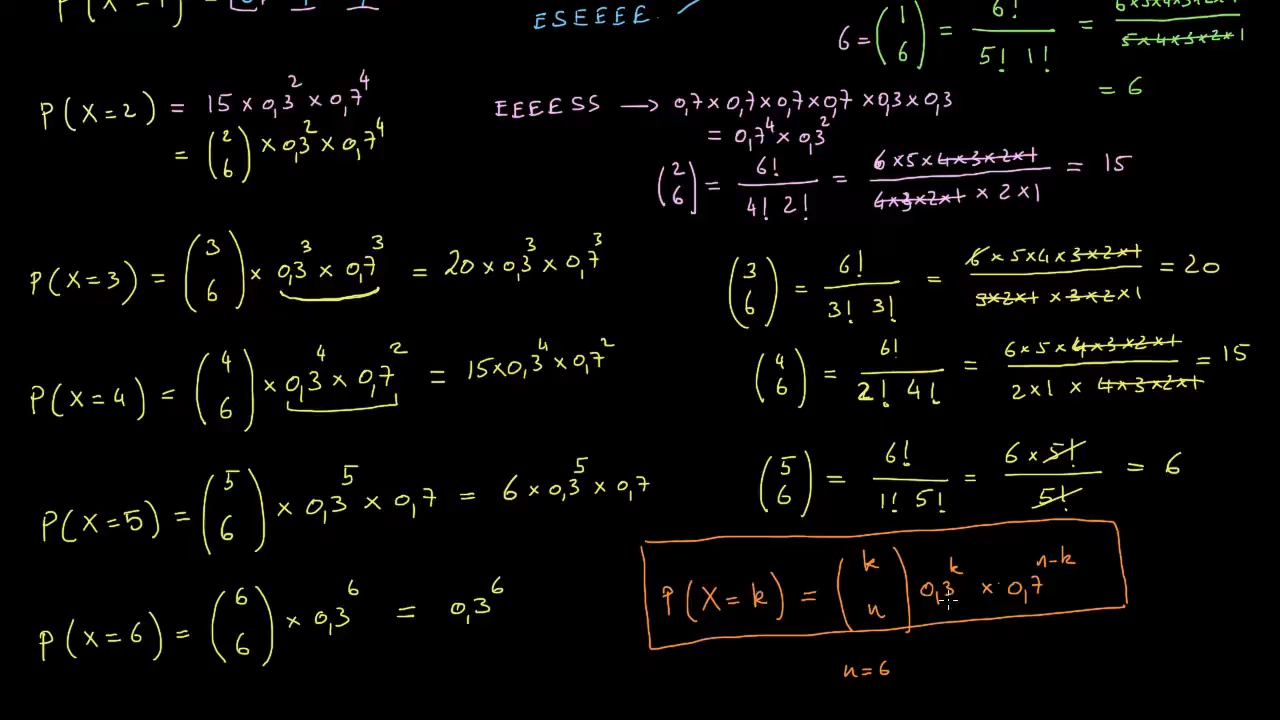 P(X=1) =
ESEEEE
6 = (1 6) = 6! / 5! 1! = 6×5×4×3×2×1 / 5×4×3×2×1
= 6
P(X=2) = 15 × 0,3² × 0,7⁴
= (2 6) × 0,3² × 0,7⁴
EEEESS → 0,7×0,7×0,7×0,7×0,3×0,3
= 0,7⁴ × 0,3²
(2 6) = 6! / 4! 2! = 6×5×4×3×2×1 / 4×3×2×1 × 2×1 = 15
P(X=3) = (3 6) × 0,3³ × 0,7³ = 20 × 0,3³ × 0,7³
(3 6) = 6! / 3! 3! = 6×5×4×3×2×1 / 3×2×1 × 3×2×1 = 20
P(X=4) = (4 6) × 0,3⁴ × 0,7² = 15×0,3⁴ × 0,7²
(4 6) = 6! / 2! 4! = 6×5×4×3×2×1 / 2×1 × 4×3×2×1 = 15
P(X=5) = (5 6) × 0,3⁵ × 0,7 = 6 × 0,3⁵ × 0,7
(5 6) = 6! / 1! 5! = 6 × 5! / 5! = 6
P(X=6) = (6 6) × 0,3⁶ = 0,3⁶
P(X=k) = (k n) 0,3ᵏ × 0,7ⁿ⁻ᵏ
n=6